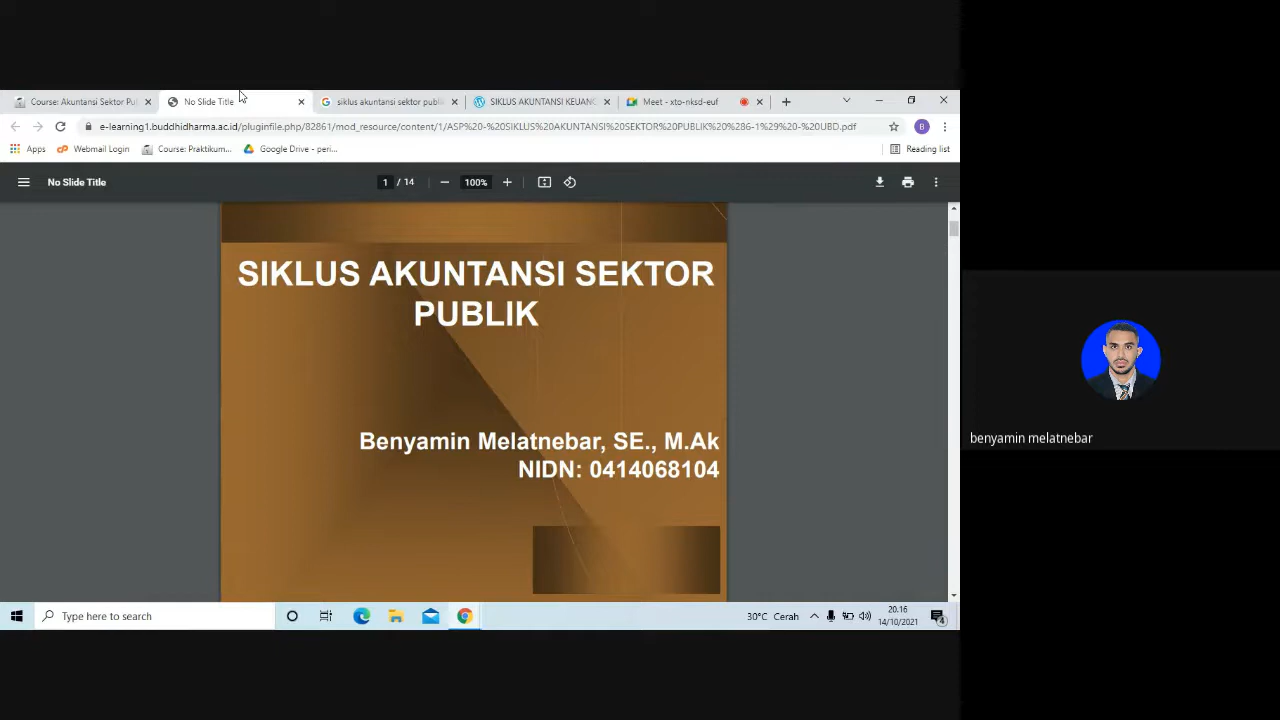 Course: Akuntansi Sektor Pu
No Slide Title
siklus akuntansi sektor publi
SIKLUS AKUNTANSI KEUANG
Meet - xto-nksd-euf
e-learning1.buddhidharma.ac.id/pluginfile.php/82861/mod_resource/content/1/ASP%20-%20SIKLUS%20AKUNTANSI%20SEKTOR%20PUBLIK%20%286-1%29%20-%20UBD.pdf
B
Apps
Webmail Login
Course: Praktikum...
Google Drive - peri...
Reading list
No Slide Title
1 / 14
100%
SIKLUS AKUNTANSI SEKTOR
PUBLIK
Benyamin Melatnebar, SE., M.Ak
NIDN: 0414068104
benyamin melatnebar
Type here to search
30°C Cerah
20.16
14/10/2021
4